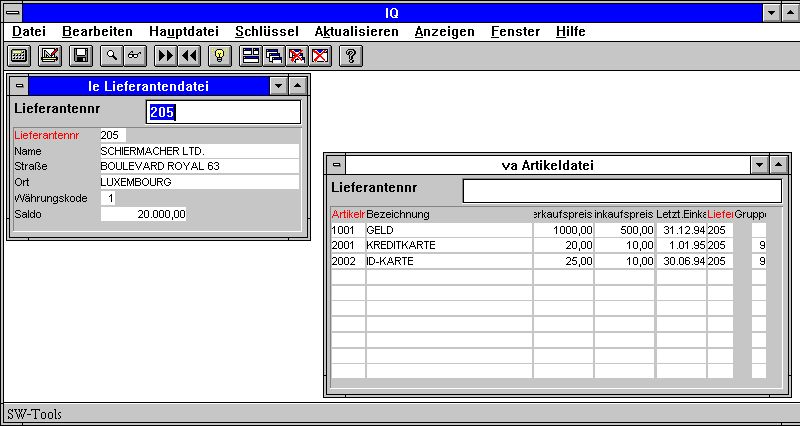 IQ
Datei Bearbeiten Hauptdatei Schlüssel Aktualisieren Anzeigen Fenster Hilfe
le Lieferantendatei
Lieferantennr 205
Lieferantennr 205
Name SCHIERMACHER LTD.
Straße BOULEVARD ROYAL 63
Ort LUXEMBOURG
Währungskode 1
Saldo 20.000,00
va Artikeldatei
Lieferantennr
Artikelr Bezeichnung erkaufspreis inkaufspreis Letzt.Einka Liefer Gruppe
1001 GELD 1000,00 500,00 31.12.94 205
2001 KREDITKARTE 20,00 10,00 1.01.95 205 9
2002 ID-KARTE 25,00 10,00 30.06.94 205 9
SW-Tools